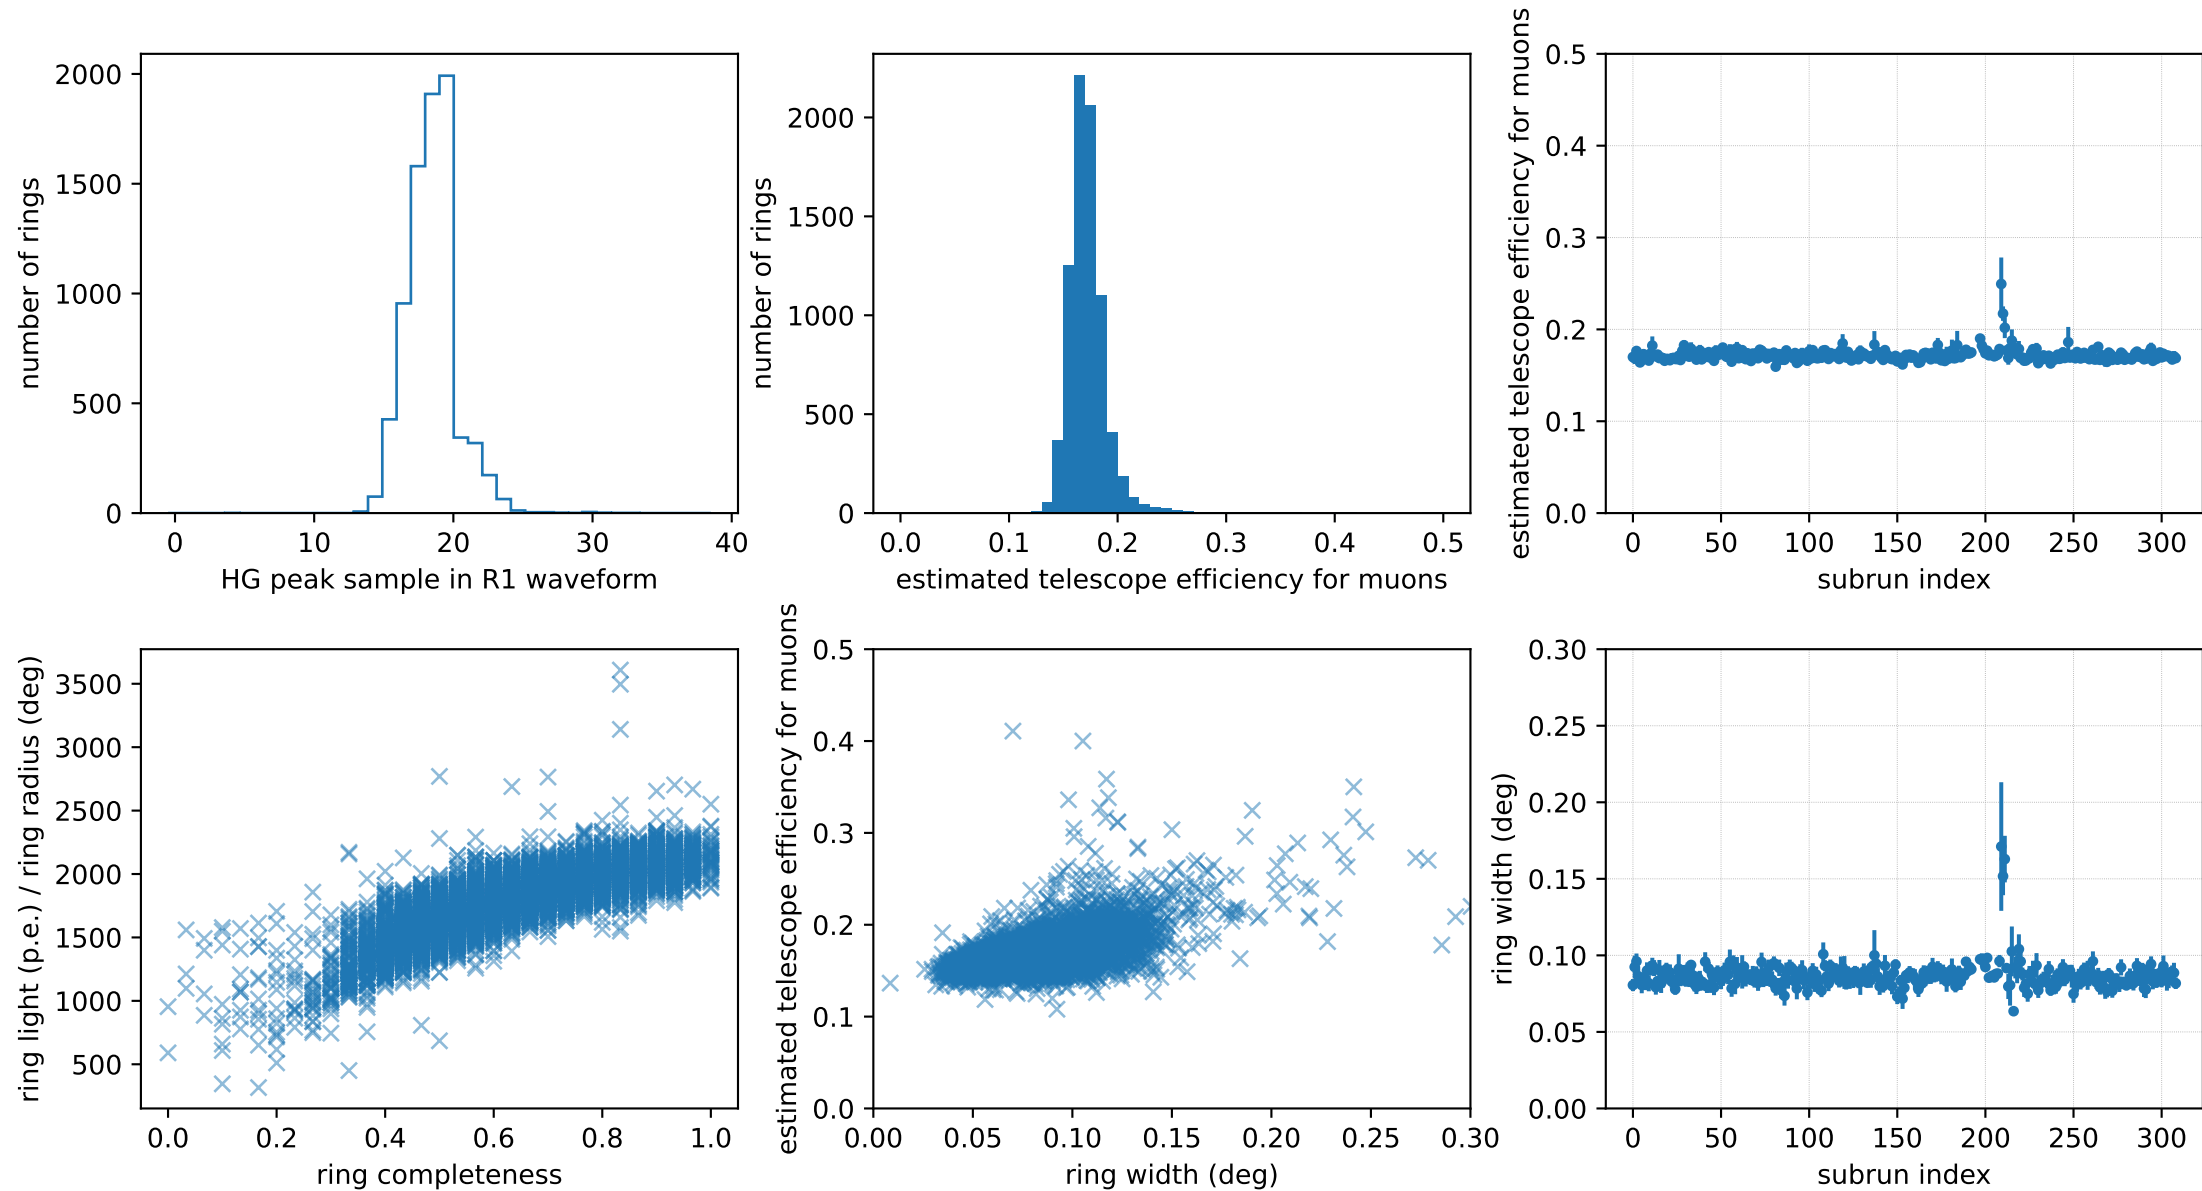 2000
1500
1000
500
0
number of rings
0 10 20 30 40
HG peak sample in R1 waveform
2000
1500
1000
500
0
number of rings
0.0 0.1 0.2 0.3 0.4 0.5
estimated telescope efficiency for muons
0.5
0.4
0.3
0.2
0.1
0.0
estimated telescope efficiency for muons
0 50 100 150 200 250 300
subrun index
3500
3000
2500
2000
1500
1000
500
ring light (p.e.) / ring radius (deg)
0.0 0.2 0.4 0.6 0.8 1.0
ring completeness
0.5
0.4
0.3
0.2
0.1
0.0
estimated telescope efficiency for muons
0.00 0.05 0.10 0.15 0.20 0.25 0.30
ring width (deg)
0.30
0.25
0.20
0.15
0.10
0.05
0.00
ring width (deg)
0 50 100 150 200 250 300
subrun index